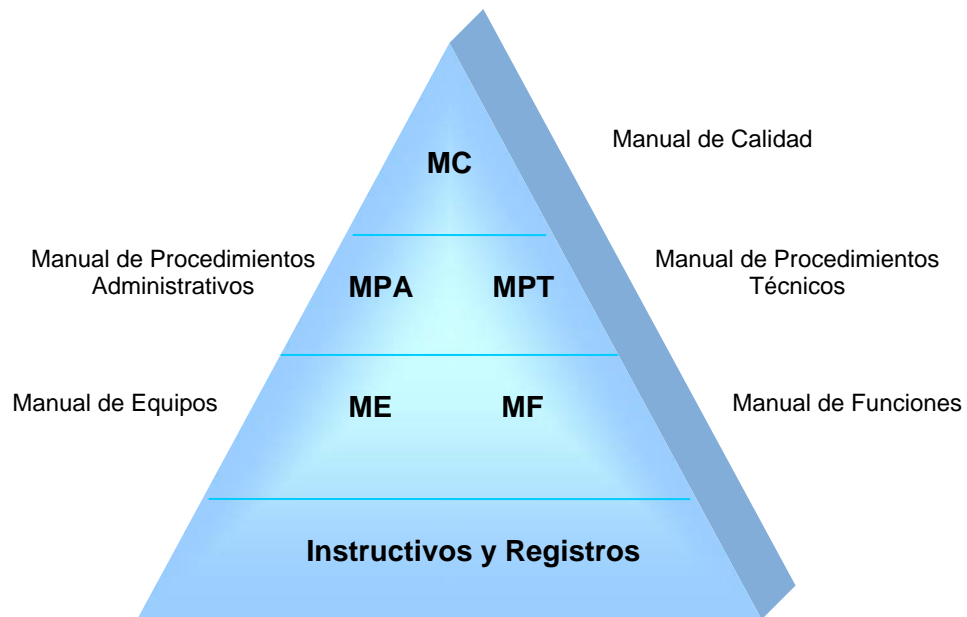 Manual de Calidad
MC
Manual de Procedimientos
Administrativos
MPA
MPT
Manual de Procedimientos
Técnicos
Manual de Equipos
ME
MF
Manual de Funciones
Instructivos y Registros